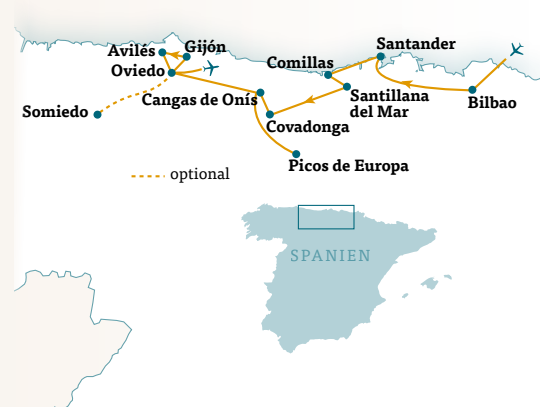 Avilés
Gijón
Santander
Oviedo
Comillas
Cangas de Onís
Santillana
del Mar
Bilbao
Somiedo
Covadonga
Picos de Europa
optional
SPANIEN